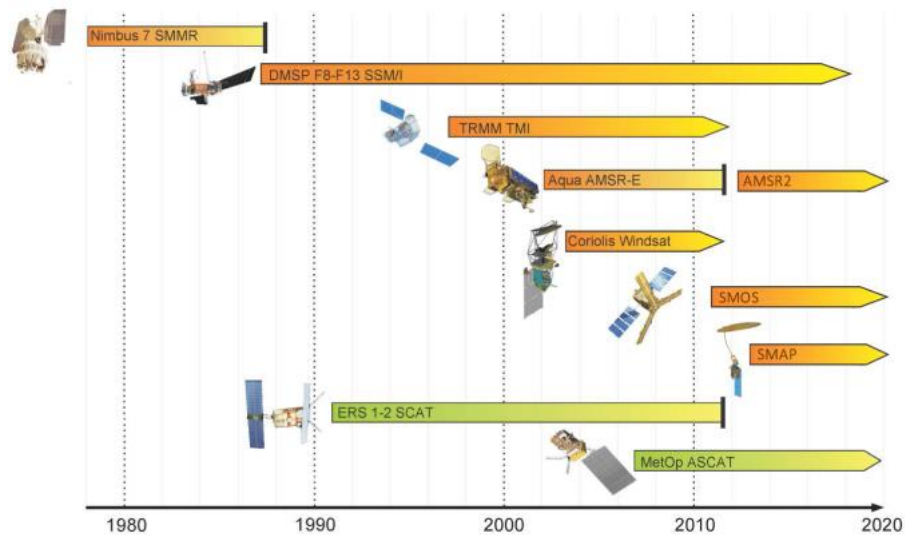 Nimbus 7 SMMR
DMSP F8-F13 SSM/I
TRMM TMI
Aqua AMSR-E
AMSR2
Coriolis Windsat
SMOS
SMAP
ERS 1-2 SCAT
MetOp ASCAT
1980
1990
2000
2010
2020